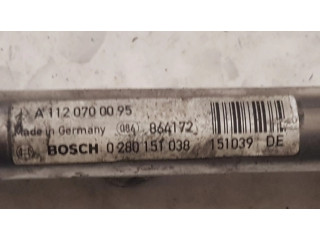 A 112 070 00 95
Made in Germany 084 864172
BOSCH 0 280 151 038 151039 DE